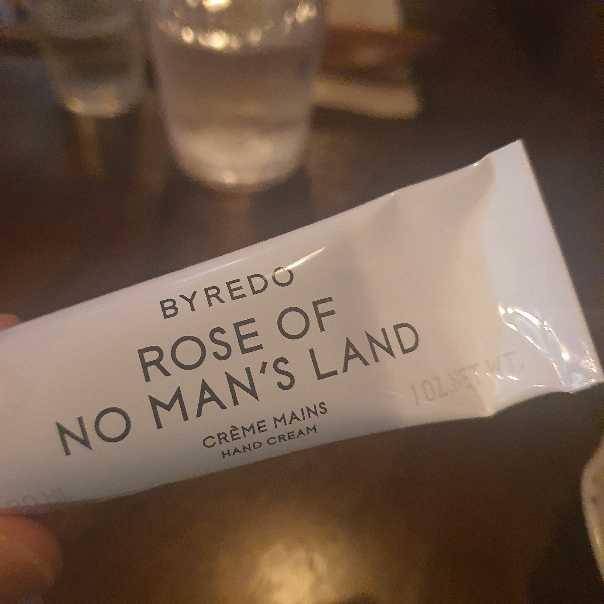 BYREDO
ROSE OF
NO MAN'S LAND
CRÈME MAINS
HAND CREAM
1 OZ NET WT.